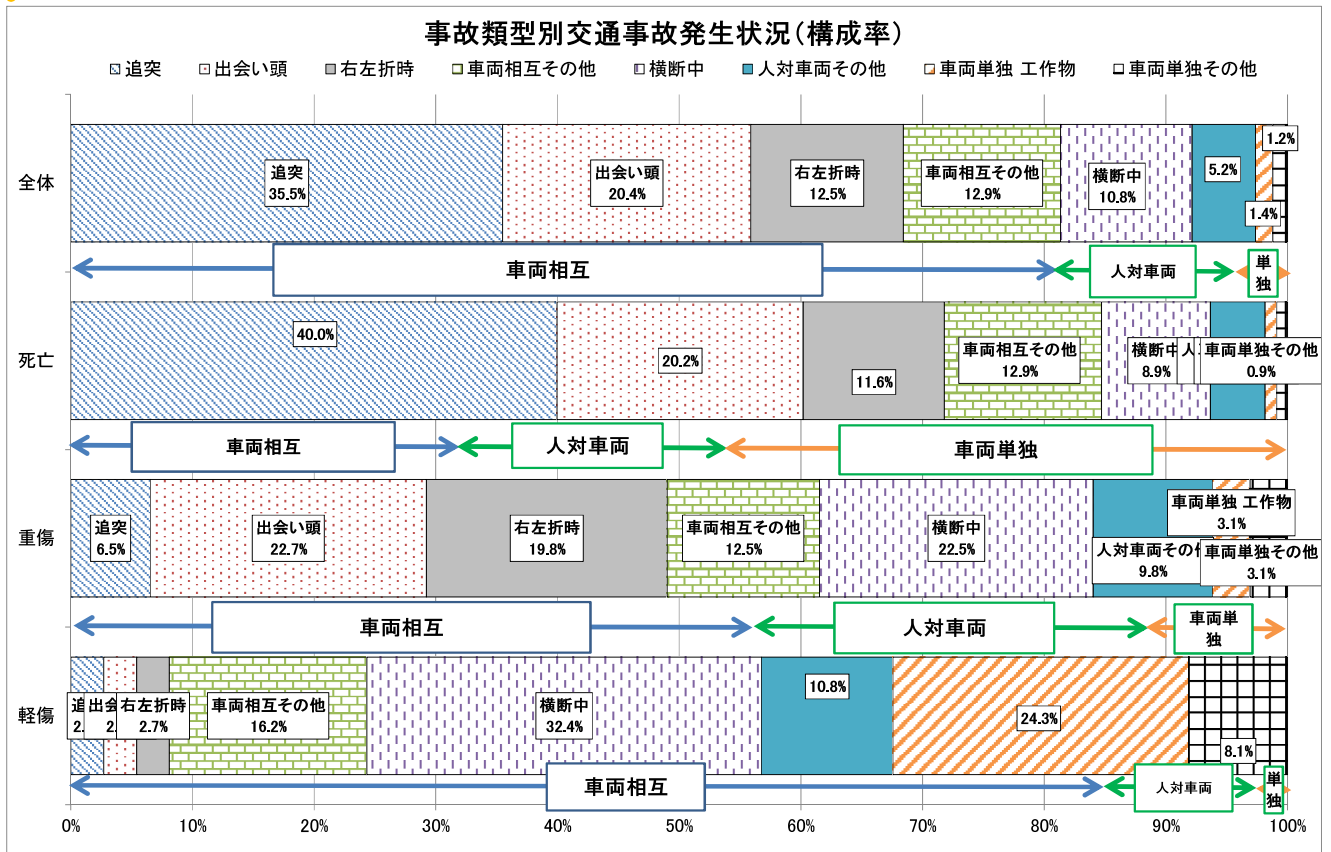 事故類型別交通事故発生状況（構成率）
追突 出会い頭 右左折時 車両相互その他 横断中 人対車両その他 車両単独 工作物 車両単独その他
全体
追突
35.5%
出会い頭
20.4%
右左折時
12.5%
車両相互その他
12.9%
横断中
10.8%
5.2%
1.4%
1.2%
車両相互
人対車両
単
独
死亡
40.0%
20.2%
11.6%
車両相互その他
12.9%
横断中
8.9%
車両単独その他
0.9%
車両相互
人対車両
車両単独
重傷
追突
6.5%
出会い頭
22.7%
右左折時
19.8%
車両相互その他
12.5%
横断中
22.5%
人対車両その他
9.8%
車両単独 工作物
3.1%
車両単独その他
3.1%
車両相互
人対車両
車両単
独
軽傷
追
2.
出会
2.
右左折時
2.7%
車両相互その他
16.2%
横断中
32.4%
10.8%
24.3%
8.1%
車両相互
人対車両
単
独
0% 10% 20% 30% 40% 50% 60% 70% 80% 90% 100%